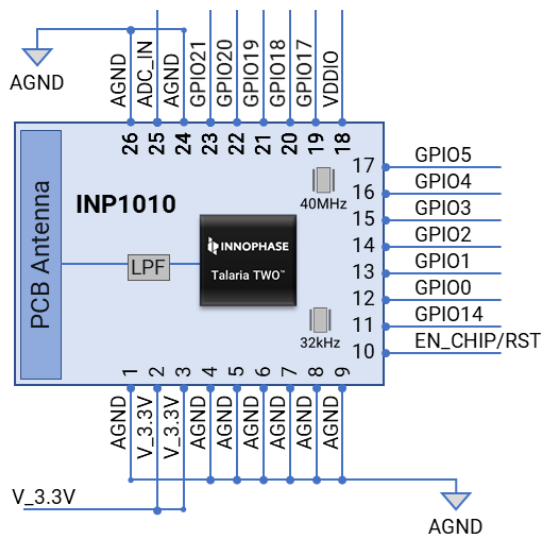 AGND
AGND
ADC_IN
AGND
GPIO21
GPIO20
GPIO19
GPIO18
GPIO17
VDDIO
26
25
24
23
22
21
20
19
18
PCB Antenna
INP1010
LPF
INNOPHASE
Talaria TWO™
40MHz
32kHz
17 GPIO5
16 GPIO4
15 GPIO3
14 GPIO2
13 GPIO1
12 GPIO0
11 GPIO14
10 EN_CHIP/RST
1
2
3
4
5
6
7
8
9
AGND
V_3.3V
V_3.3V
AGND
AGND
AGND
AGND
AGND
AGND
V_3.3V
AGND